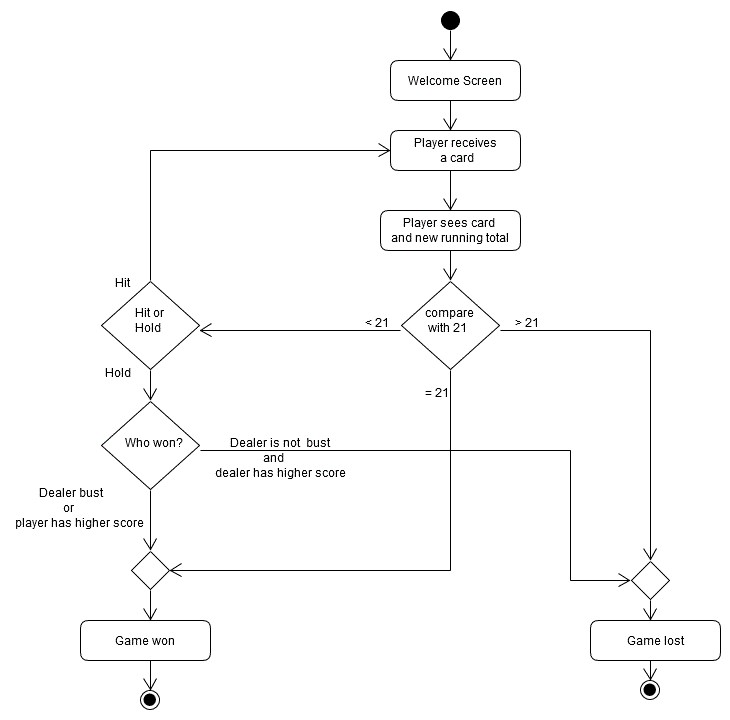 Welcome Screen
Player receives
a card
Player sees card
and new running total
Hit
Hit or
Hold
< 21
compare
with 21
> 21
Hold
= 21
Who won?
Dealer is not bust
and
dealer has higher score
Dealer bust
or
player has higher score
Game won
Game lost